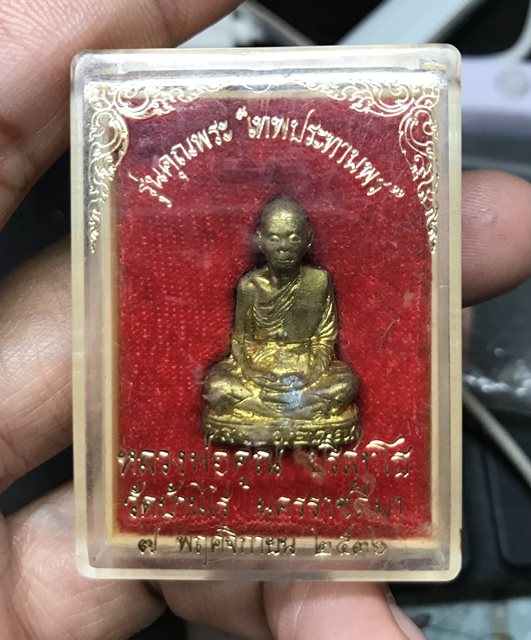 รุ่นคุณพระ "เทพประทานพร"
หลวงพ่อคูณ ปริสุทโธ
วัดบ้านไร่ นครราชสีมา
๗ พฤศจิกายน ๒๕๓๖